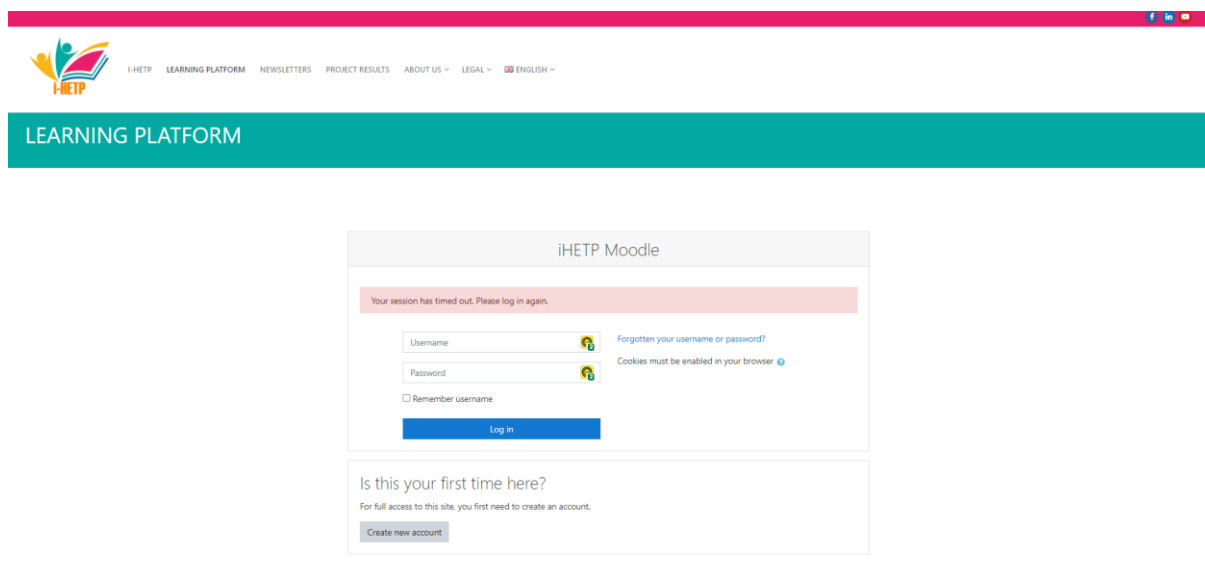 f in
i-HETP
I-HETP LEARNING PLATFORM NEWSLETTERS PROJECT RESULTS ABOUT US LEGAL ENGLISH
LEARNING PLATFORM
iHETP Moodle
Your session has timed out. Please log in again.
Username
Forgotten your username or password?
Cookies must be enabled in your browser
Password
Remember username
Log in
Is this your first time here?
For full access to this site, you first need to create an account.
Create new account